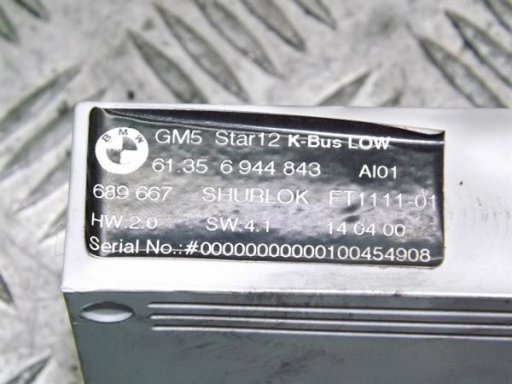 BMW
GM5 Star12 K-Bus LOW
61.35 6 944 843 AI01
689 667 SHURLOK FT1111-01
HW:2.0 SW:4.1 14 04 00
Serial No.:#00000000000100454908